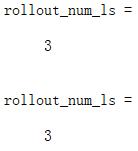 rollout_num_ls =
3
rollout_num_ls =
3